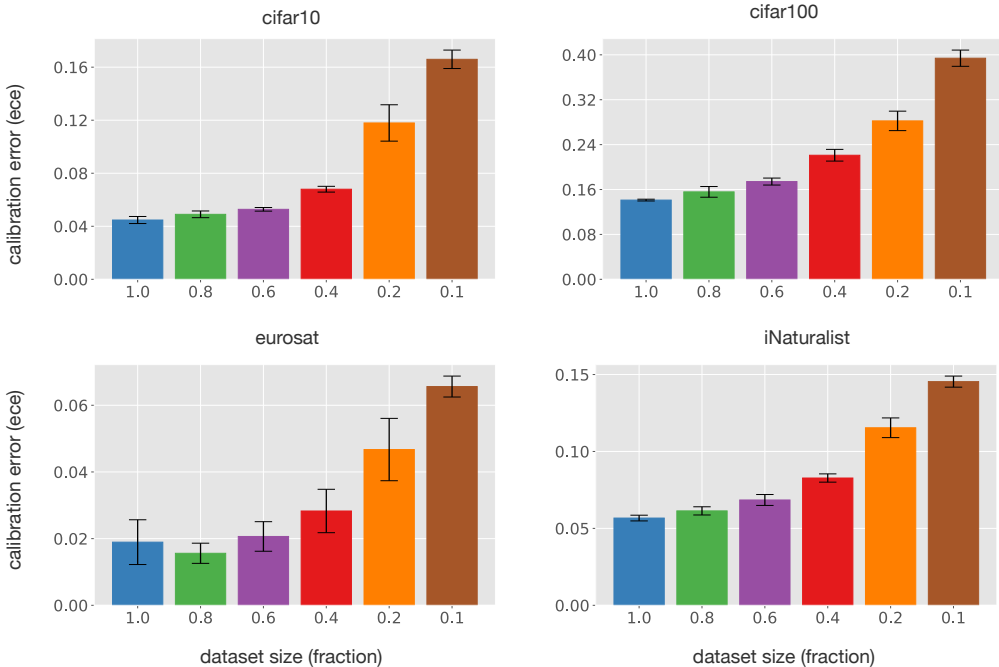 cifar10
cifar100
calibration error (ece)
0.16
0.12
0.08
0.04
0.00
1.0 0.8 0.6 0.4 0.2 0.1
0.40
0.32
0.24
0.16
0.08
0.00
1.0 0.8 0.6 0.4 0.2 0.1
eurosat
iNaturalist
calibration error (ece)
0.06
0.04
0.02
0.00
1.0 0.8 0.6 0.4 0.2 0.1
dataset size (fraction)
0.15
0.10
0.05
0.00
1.0 0.8 0.6 0.4 0.2 0.1
dataset size (fraction)